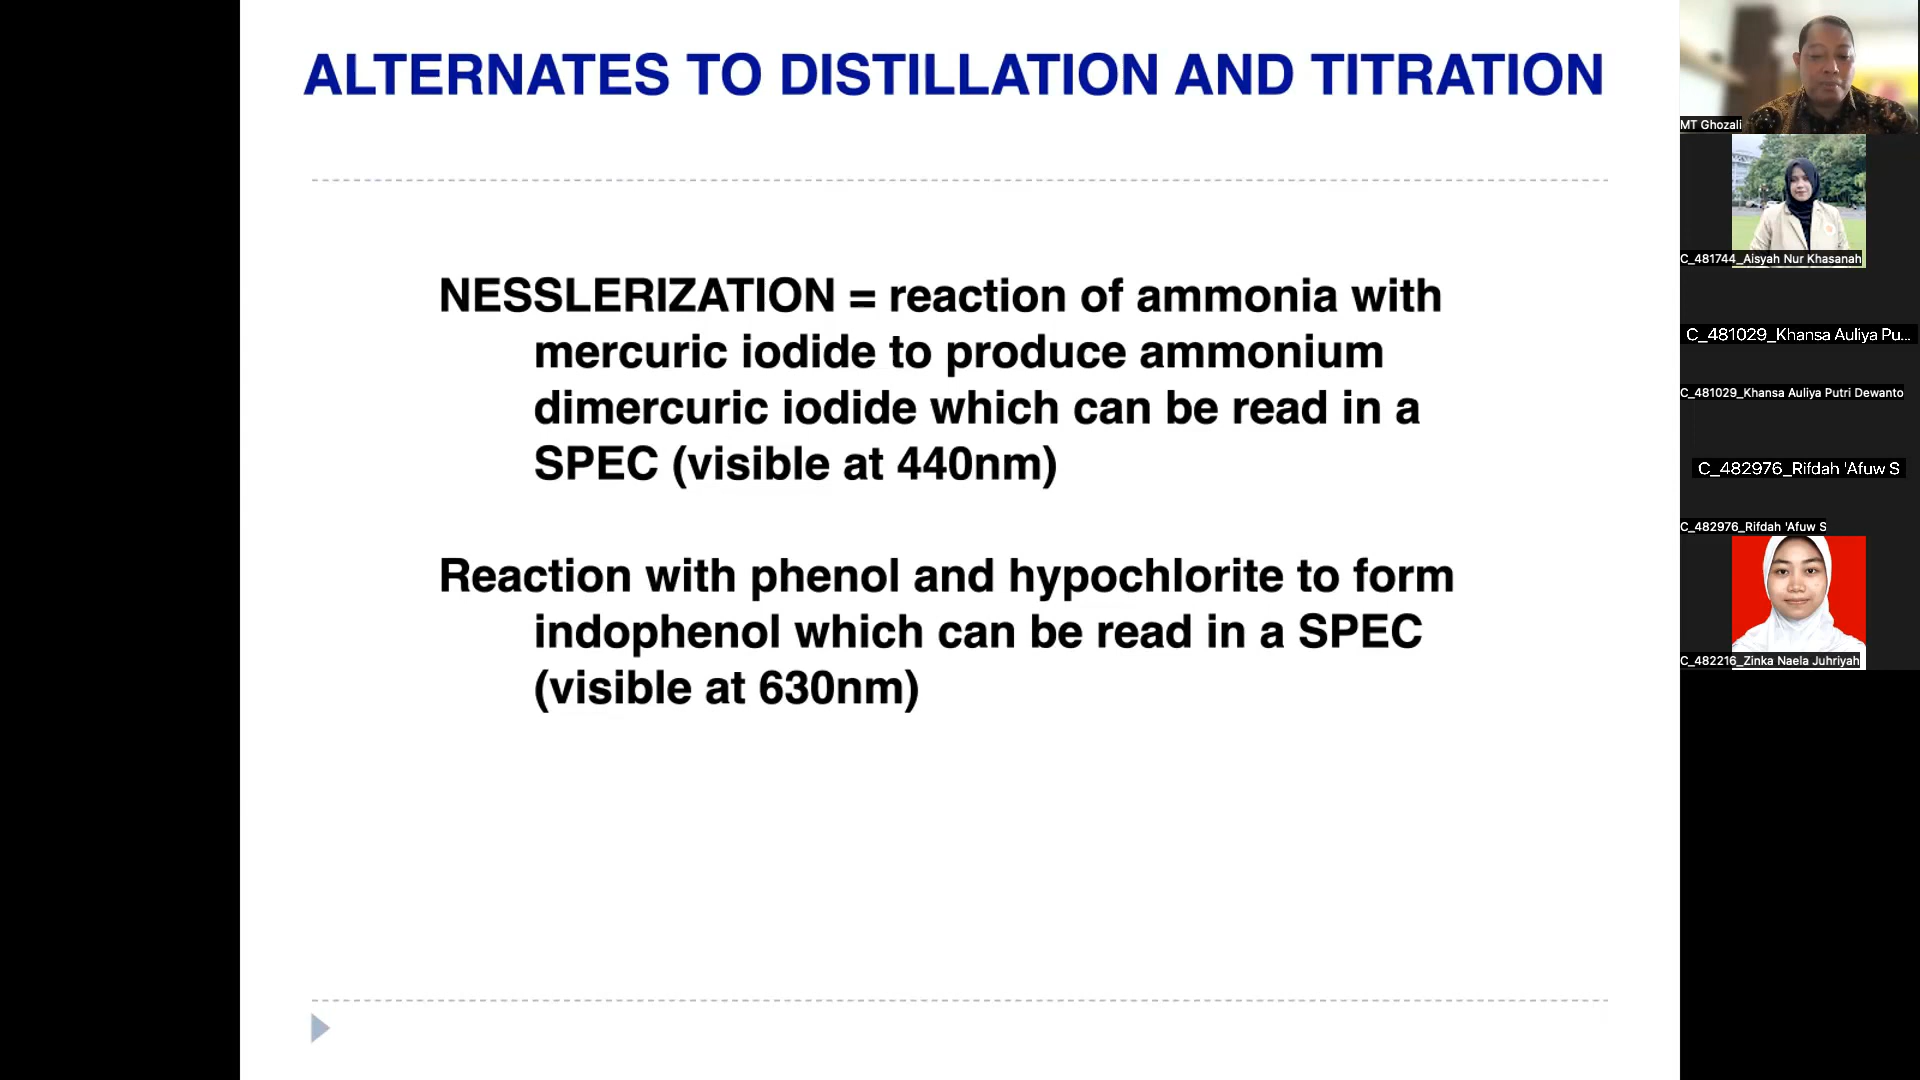 ALTERNATES TO DISTILLATION AND TITRATION
NESSLERIZATION = reaction of ammonia with
mercuric iodide to produce ammonium
dimercuric iodide which can be read in a
SPEC (visible at 440nm)
Reaction with phenol and hypochlorite to form
indophenol which can be read in a SPEC
(visible at 630nm)
MT Ghozali
C_481744_Aisyah Nur Khasanah
C_481029_Khansa Auliya Pu...
C_481029_Khansa Auliya Putri Dewanto
C_482976_Rifdah 'Afuw S
C_482976_Rifdah 'Afuw S
C_482216_Zinka Naela Juhriyah